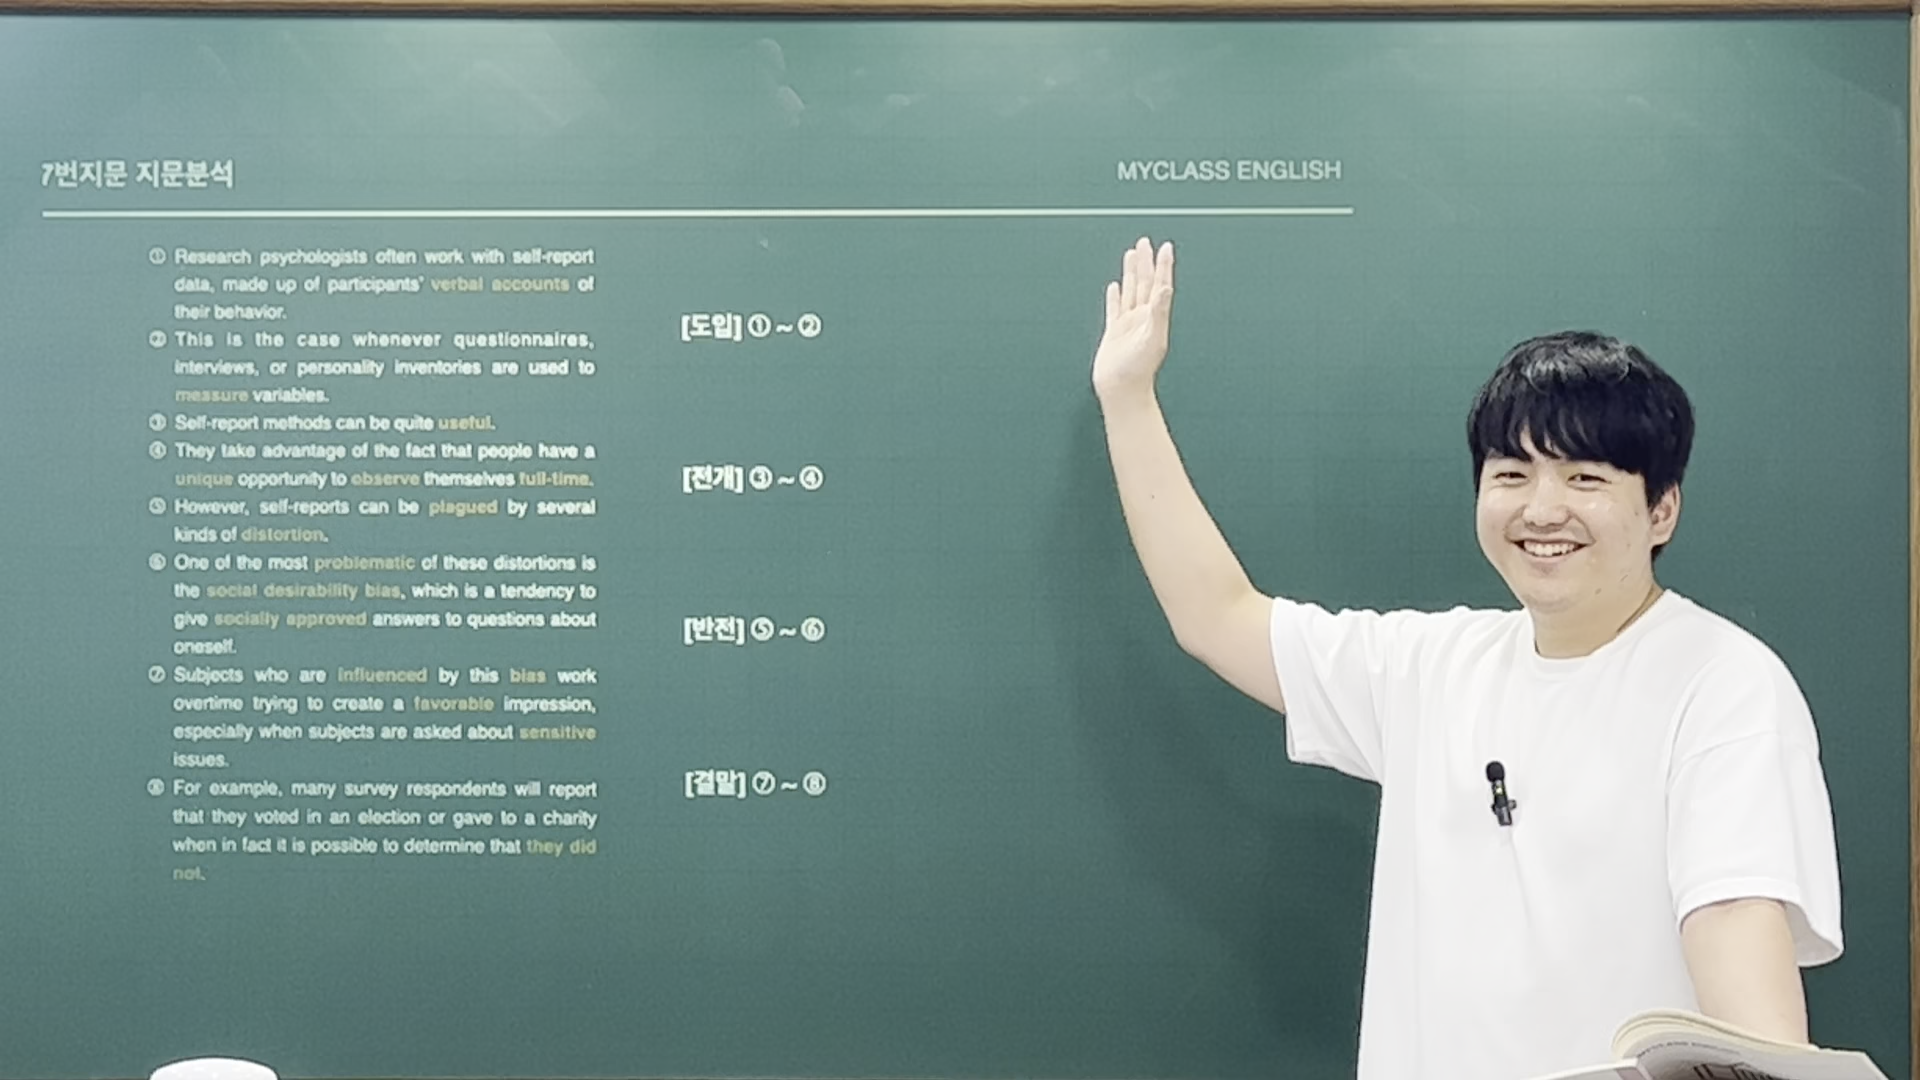 7번지문 지문분석
MYCLASS ENGLISH
① Research psychologists often work with self-report
data, made up of participants' verbal accounts of
their behavior.
② This is the case whenever questionnaires,
interviews, or personality inventories are used to
measure variables.
③ Self-report methods can be quite useful.
④ They take advantage of the fact that people have a
unique opportunity to observe themselves full-time.
⑤ However, self-reports can be plagued by several
kinds of distortion.
⑥ One of the most problematic of these distortions is
the social desirability bias, which is a tendency to
give socially approved answers to questions about
oneself.
⑦ Subjects who are influenced by this bias work
overtime trying to create a favorable impression,
especially when subjects are asked about sensitive
issues.
⑧ For example, many survey respondents will report
that they voted in an election or gave to a charity
when in fact it is possible to determine that they did
not.
[도입] ① ~ ②
[전개] ③ ~ ④
[반전] ⑤ ~ ⑥
[결말] ⑦ ~ ⑧